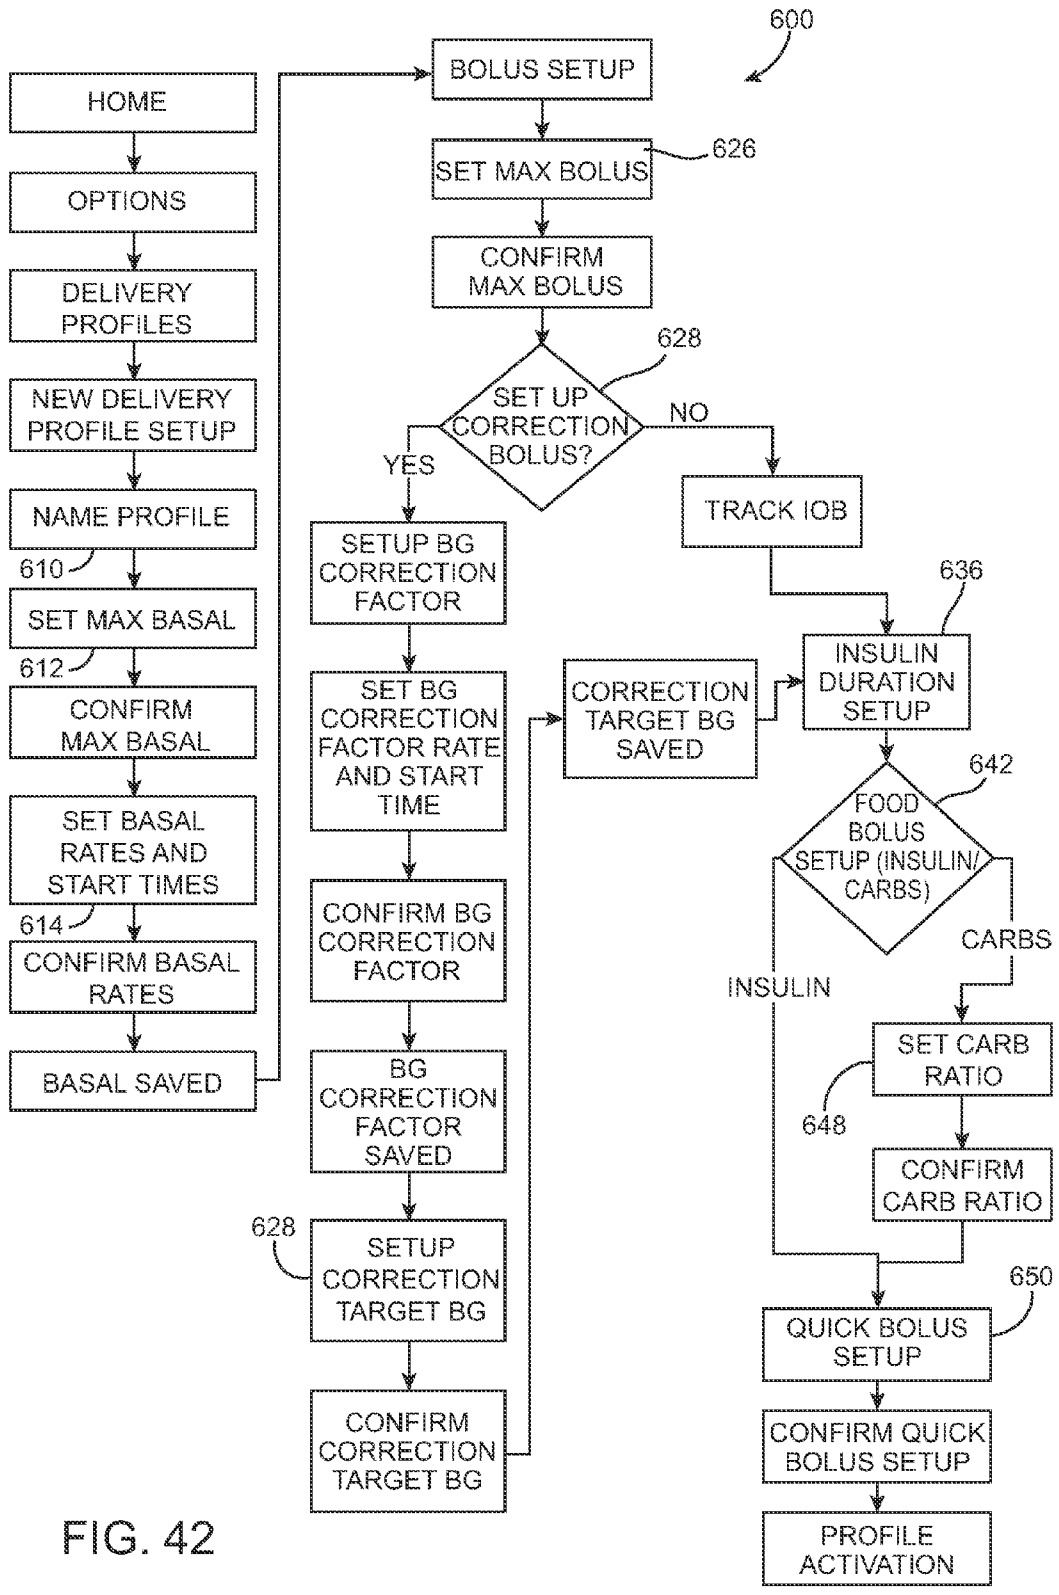 600
HOME
OPTIONS
DELIVERY
PROFILES
NEW DELIVERY
PROFILE SETUP
NAME PROFILE
610
SET MAX BASAL
612
CONFIRM
MAX BASAL
SET BASAL
RATES AND
START TIMES
614
CONFIRM BASAL
RATES
BASAL SAVED
BOLUS SETUP
SET MAX BOLUS
626
CONFIRM
MAX BOLUS
628
SET UP
CORRECTION
BOLUS?
YES
NO
SETUP BG
CORRECTION
FACTOR
SET BG
CORRECTION
FACTOR RATE
AND START
TIME
CONFIRM BG
CORRECTION
FACTOR
BG
CORRECTION
FACTOR
SAVED
628
SETUP
CORRECTION
TARGET BG
CONFIRM
CORRECTION
TARGET BG
CORRECTION
TARGET BG
SAVED
TRACK IOB
636
INSULIN
DURATION
SETUP
642
FOOD
BOLUS
SETUP (INSULIN/
CARBS)
INSULIN
CARBS
SET CARB
RATIO
648
CONFIRM
CARB RATIO
650
QUICK BOLUS
SETUP
CONFIRM QUICK
BOLUS SETUP
PROFILE
ACTIVATION
FIG. 42